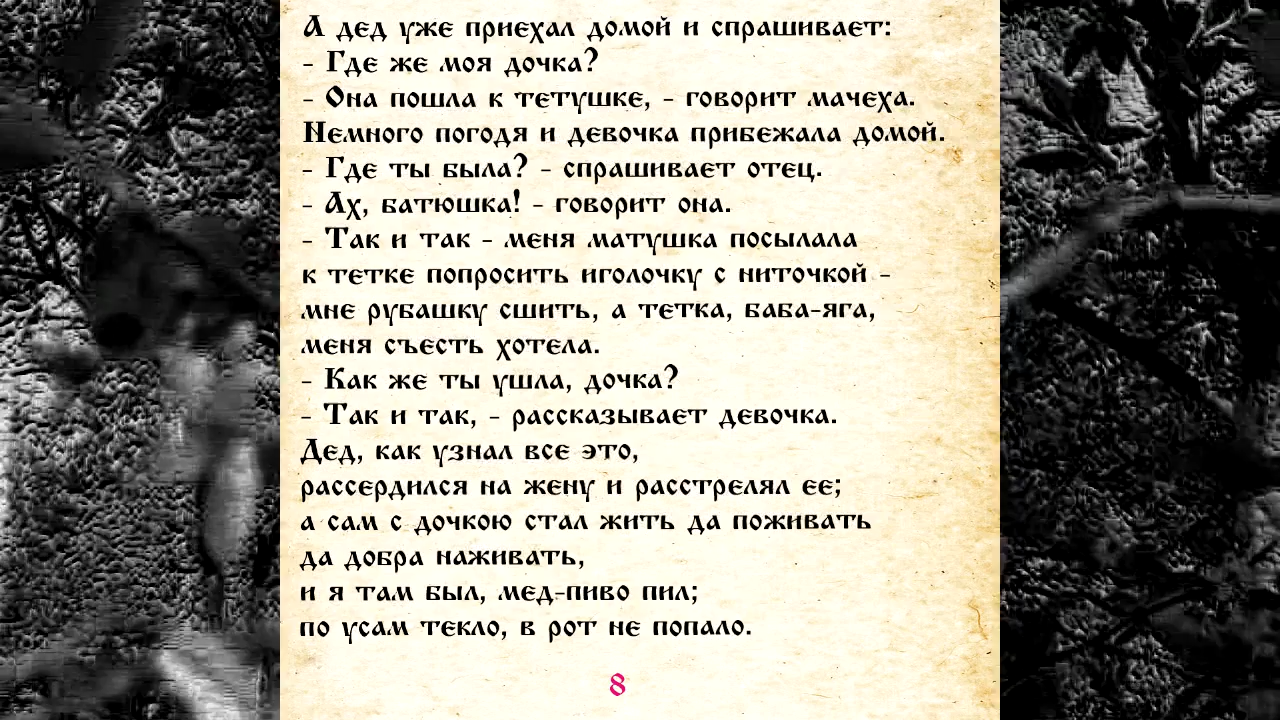 А дед уже приехал домой и спрашивает:
- Где же моя дочка?
- Она пошла к тетушке, - говорит мачеха.
Немного погодя и девочка прибежала домой.
- Где ты была? - спрашивает отец.
- Ах, батюшка! - говорит она.
- Так и так - меня матушка посылала
к тетке попросить иголочку с ниточкой -
мне рубашку сшить, а тетка, баба-яга,
меня съесть хотела.
- Как же ты ушла, дочка?
- Так и так, - рассказывает девочка.
Дед, как узнал все это,
рассердился на жену и расстрелял ее;
а сам с дочкою стал жить да поживать
да добра наживать,
и я там был, мед-пиво пил;
по усам текло, в рот не попало.
8